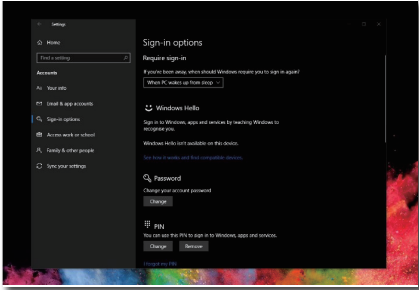 Settings
Home
Find a setting
Accounts
Your info
Email & app accounts
Sign-in options
Access work or school
Family & other people
Sync your settings
Sign-in options
Require sign-in
If you've been away, when should Windows require you to sign in again?
When PC wakes up from sleep
Windows Hello
Sign in to Windows, apps and services by teaching Windows to
recognise you.
Windows Hello isn't available on this device.
See how it works and find compatible devices.
Password
Change your account password
Change
PIN
You can use this PIN to sign in to Windows, apps and services.
Change
Remove
I forgot my PIN